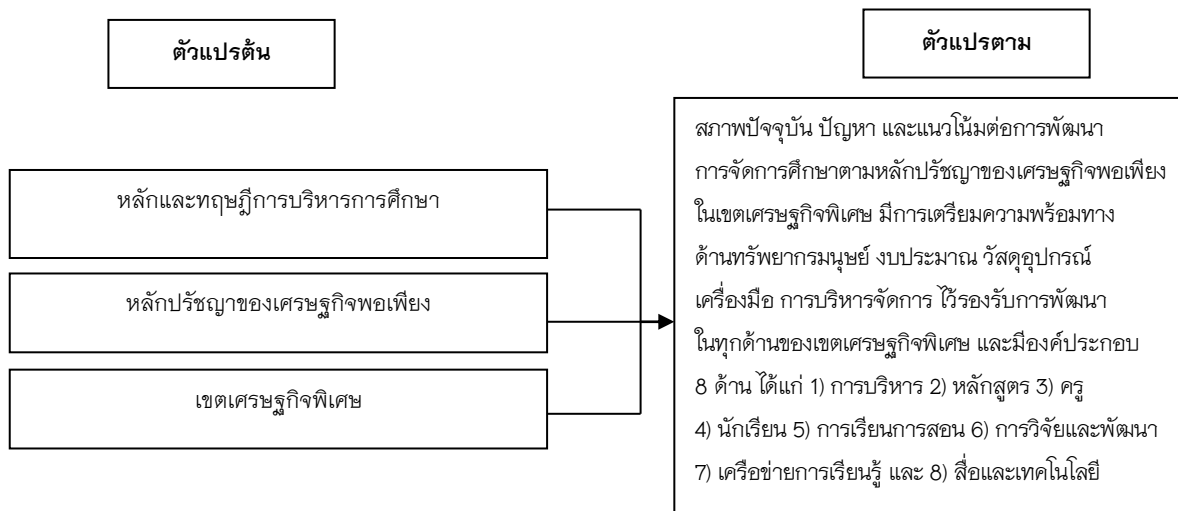 ตัวแปรต้น
ตัวแปรตาม
หลักและทฤษฎีการบริหารการศึกษา
หลักปรัชญาของเศรษฐกิจพอเพียง
เขตเศรษฐกิจพิเศษ
สภาพปัจจุบัน ปัญหา และแนวโน้มต่อการพัฒนา
การจัดการศึกษาตามหลักปรัชญาของเศรษฐกิจพอเพียง
ในเขตเศรษฐกิจพิเศษ มีการเตรียมความพร้อมทาง
ด้านทรัพยากรมนุษย์ งบประมาณ วัสดุอุปกรณ์
เครื่องมือ การบริหารจัดการ ไว้รองรับการพัฒนา
ในทุกด้านของเขตเศรษฐกิจพิเศษ และมีองค์ประกอบ
8 ด้าน ได้แก่ 1) การบริหาร 2) หลักสูตร 3) ครู
4) นักเรียน 5) การเรียนการสอน 6) การวิจัยและพัฒนา
7) เครือข่ายการเรียนรู้ และ 8) สื่อและเทคโนโลยี